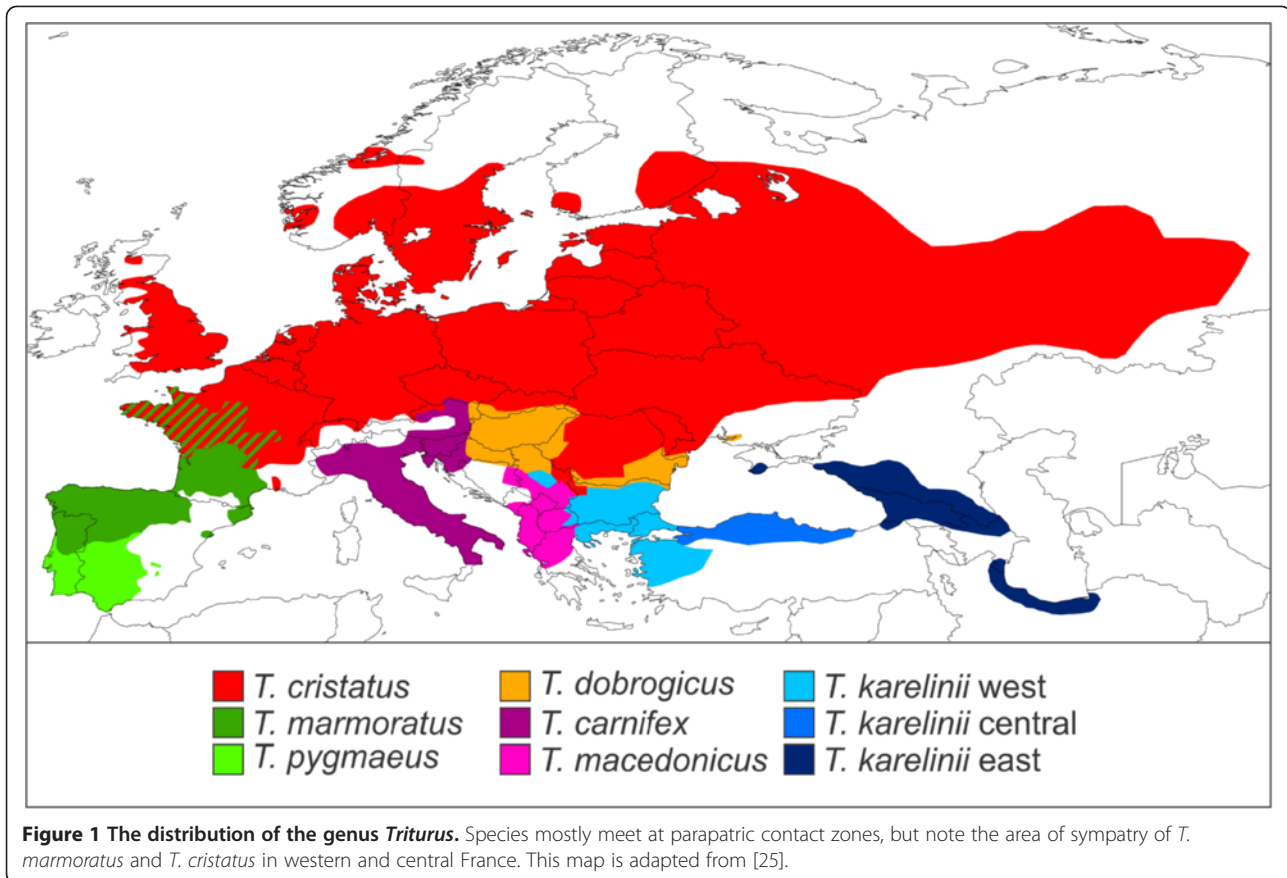 T. cristatus
T. marmoratus
T. pygmaeus
T. dobrogicus
T. carnifex
T. macedonicus
T. karelinii west
T. karelinii central
T. karelinii east
Figure 1 The distribution of the genus Triturus. Species mostly meet at parapatric contact zones, but note the area of sympatry of T.
marmoratus and T. cristatus in western and central France. This map is adapted from [25].